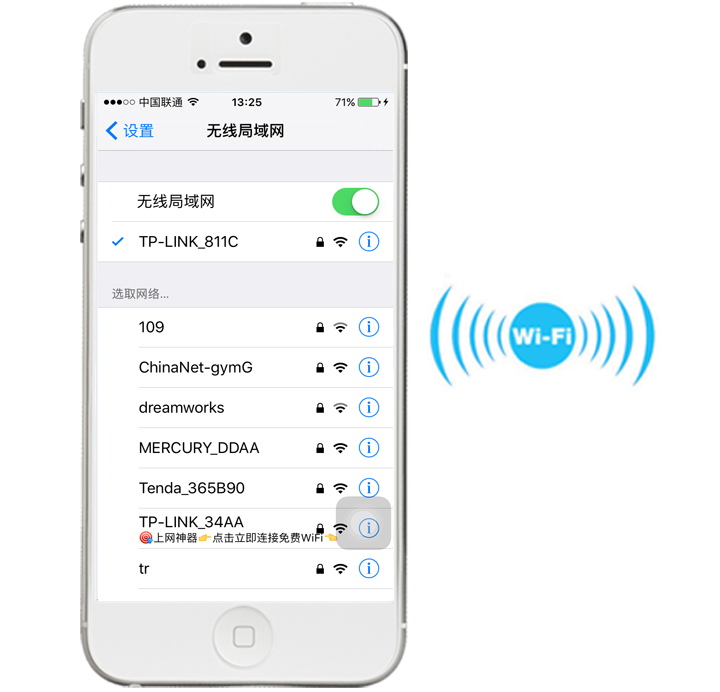 中国联通 13:25 71%
设置 无线局域网
无线局域网
TP-LINK_811C
选取网络...
109
ChinaNet-gymG
dreamworks
MERCURY_DDAA
Wi-Fi
Tenda_365B90
TP-LINK_34AA
🎯上网神器👉点击立即连接免费WiFi👈
tr